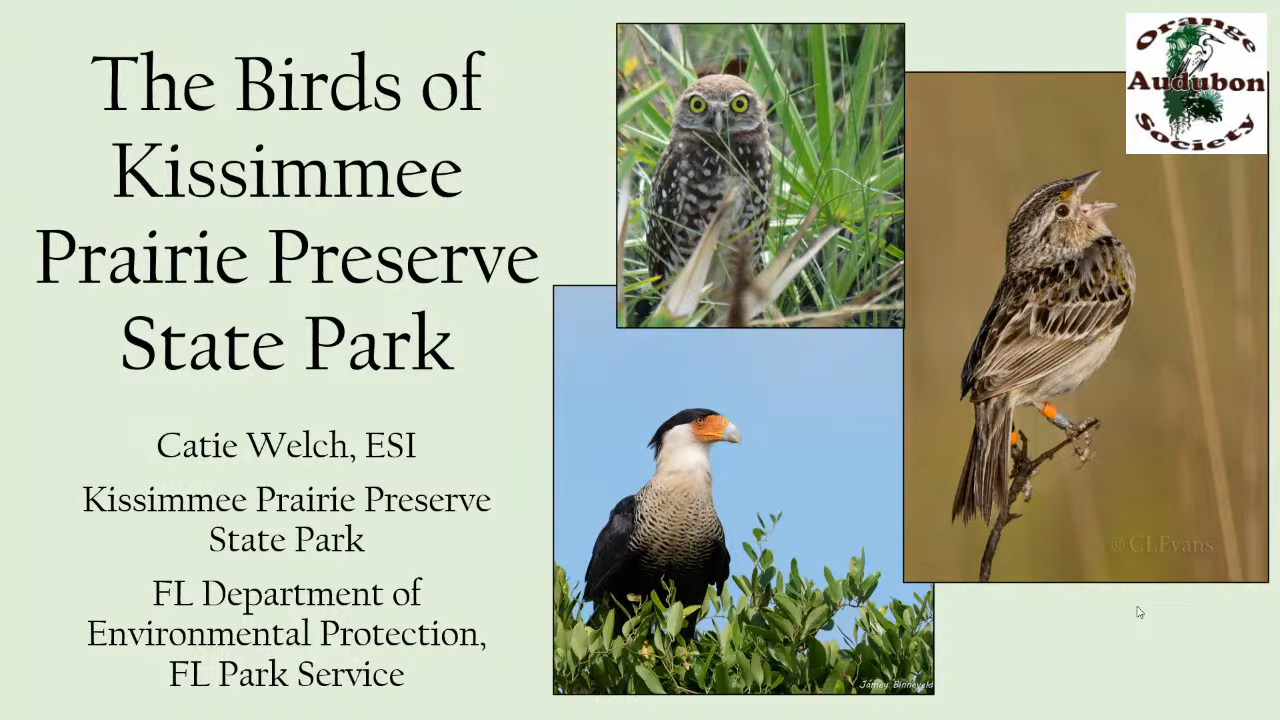 The Birds of
Kissimmee
Prairie Preserve
State Park
Catie Welch, ESI
Kissimmee Prairie Preserve
State Park
FL Department of
Environmental Protection,
FL Park Service
Orange
Audubon
Society
©CLEvans
Jamey Binneveld